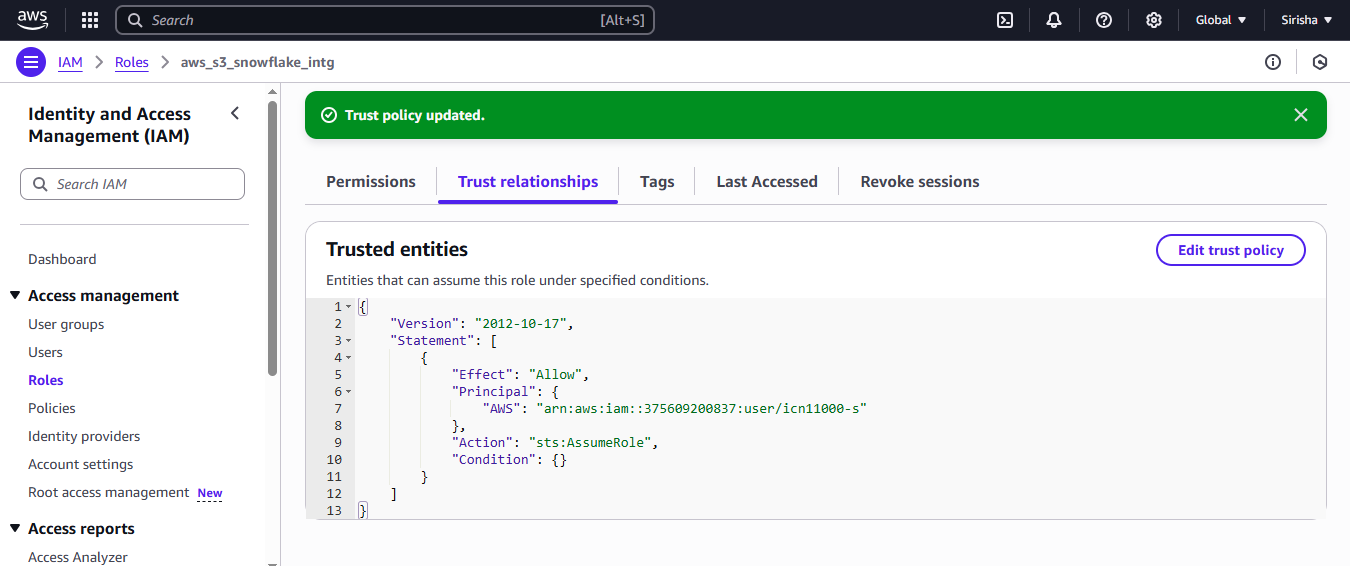 aws
Search [Alt+S]
Global
Sirisha
IAM
Roles
aws_s3_snowflake_intg
Identity and Access
Management (IAM)
Search IAM
Dashboard
Access management
User groups
Users
Roles
Policies
Identity providers
Account settings
Root access management New
Access reports
Access Analyzer
Trust policy updated.
Permissions
Trust relationships
Tags
Last Accessed
Revoke sessions
Trusted entities
Edit trust policy
Entities that can assume this role under specified conditions.
1 {
2     "Version": "2012-10-17",
3     "Statement": [
4         {
5             "Effect": "Allow",
6             "Principal": {
7                 "AWS": "arn:aws:iam::375609200837:user/icn11000-s"
8             },
9             "Action": "sts:AssumeRole",
10             "Condition": {}
11         }
12     ]
13 }